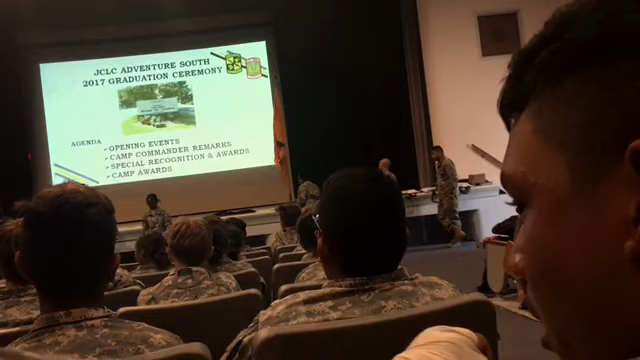 JCLC ADVENTURE SOUTH
2017 GRADUATION CEREMONY
AGENDA
OPENING EVENTS
CAMP COMMANDER REMARKS
SPECIAL RECOGNITION & AWARDS
CAMP AWARDS